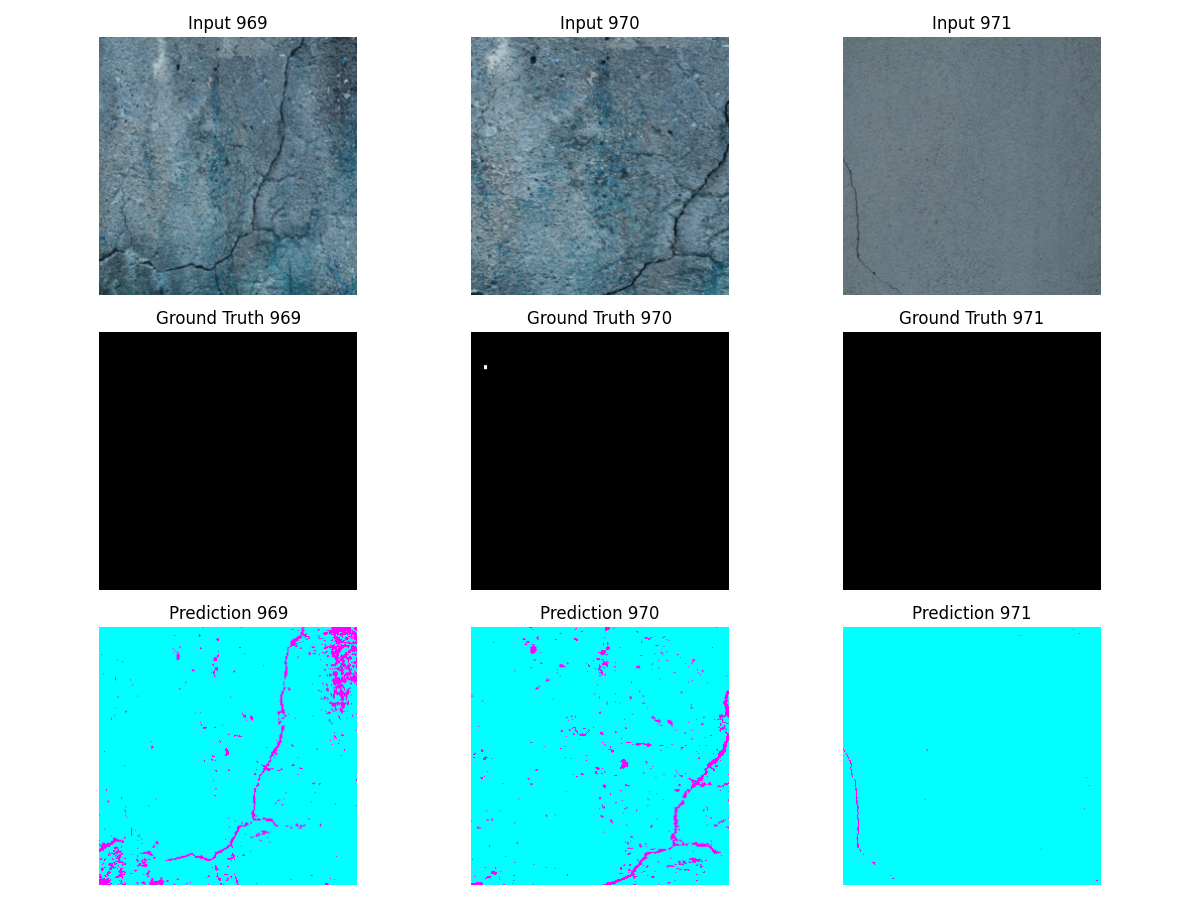 Input 969
Input 970
Input 971
Ground Truth 969
Ground Truth 970
Ground Truth 971
Prediction 969
Prediction 970
Prediction 971